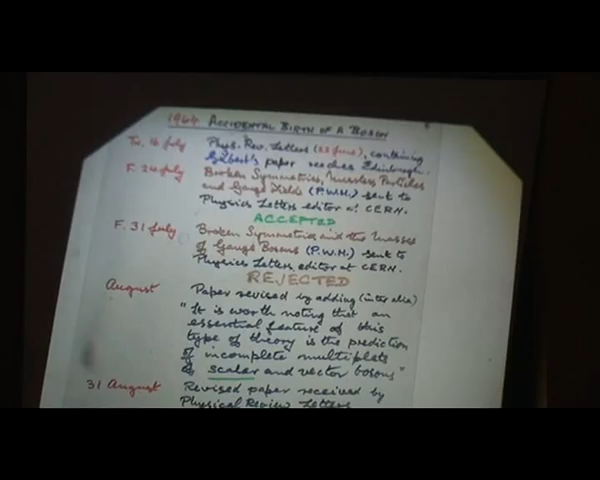 1964 ACCIDENTAL BIRTH OF A BOSON
Tu. 16 July Phys. Rev. Letters (22 June), containing
Gilbert's paper reaches Edinburgh.
F. 24 July Broken Symmetries, Massless Particles
and Gauge Fields (P.W.H.) sent to
Physics Letters editor at CERN.
ACCEPTED
F. 31 July Broken Symmetries and the Masses
of Gauge Bosons (P.W.H.) sent to
Physics Letters, editor at CERN.
REJECTED
August Paper revised by adding (inter alia)
"It is worth noting that an
essential feature of this
type of theory is the prediction
of incomplete multiplets
of scalar and vector bosons"
31 August Revised paper received by
Physical Review Letters